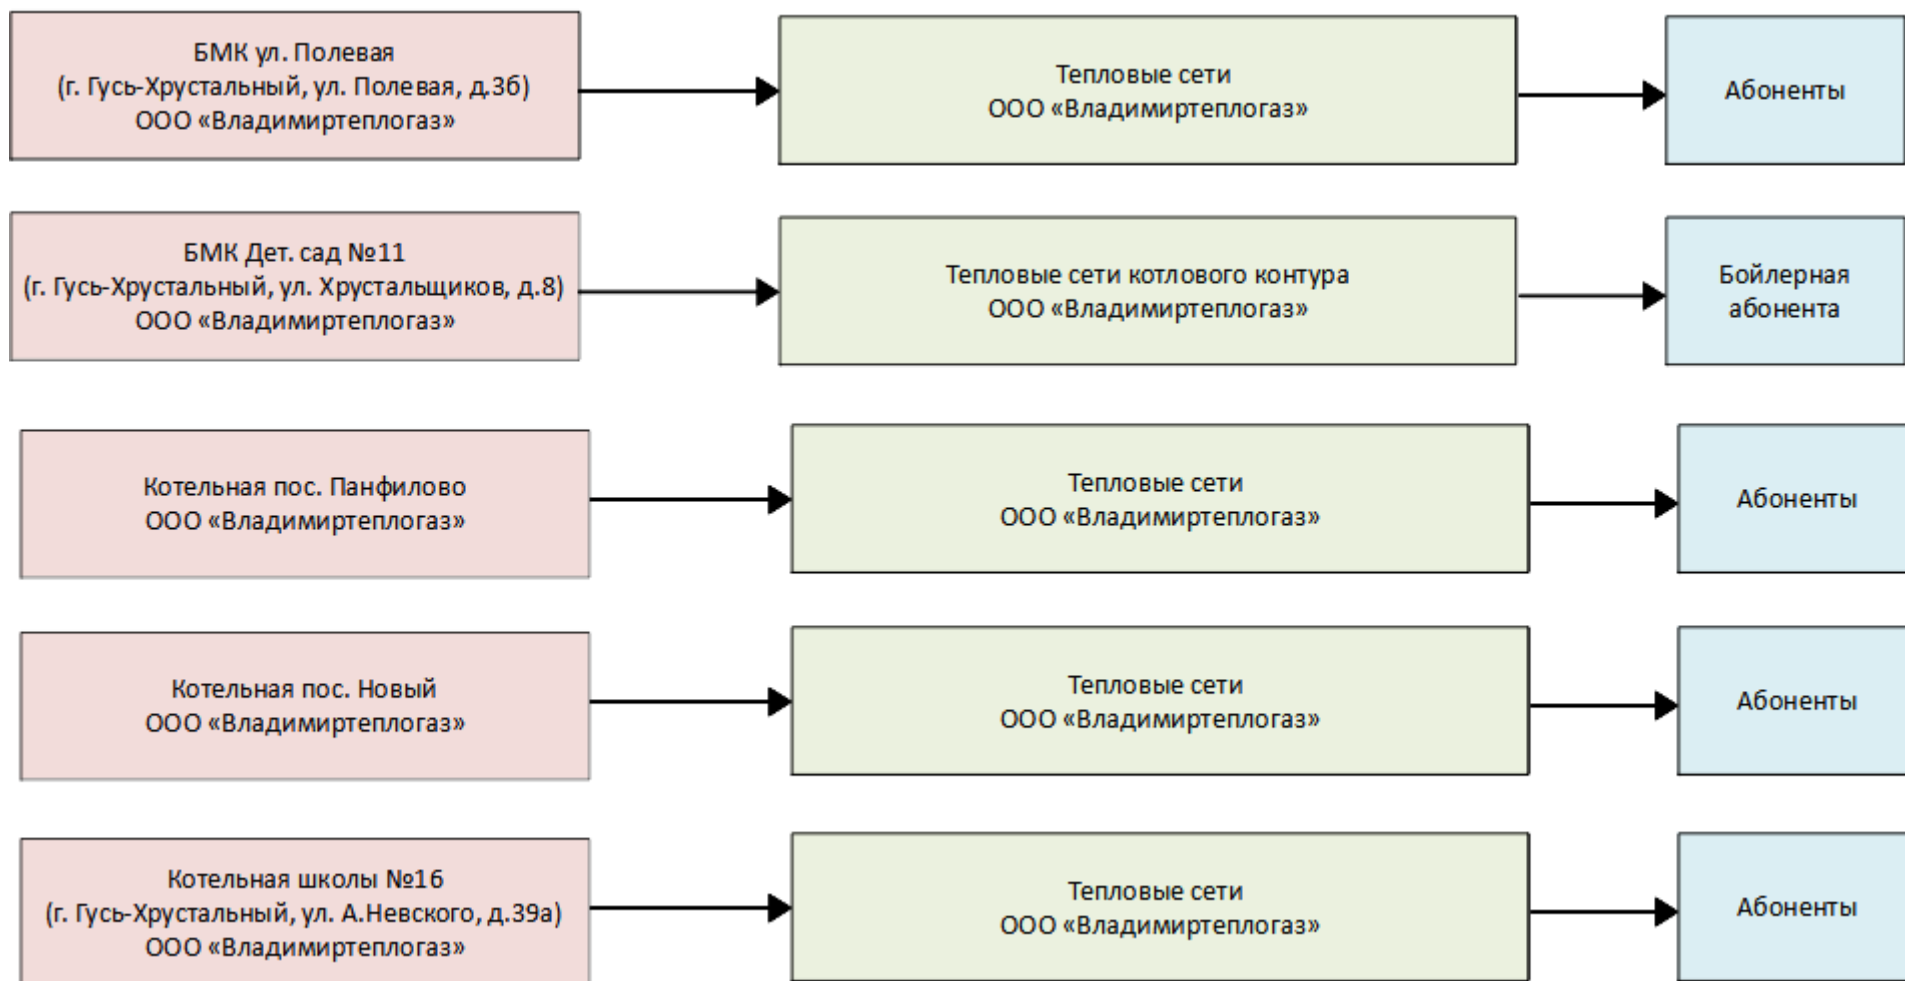 БМК ул. Полевая
(г. Гусь-Хрустальный, ул. Полевая, д.3б)
ООО «Владимиртеплогаз»
Тепловые сети
ООО «Владимиртеплогаз»
Абоненты
БМК Дет. сад №11
(г. Гусь-Хрустальный, ул. Хрустальщиков, д.8)
ООО «Владимиртеплогаз»
Тепловые сети котлового контура
ООО «Владимиртеплогаз»
Бойлерная
абонента
Котельная пос. Панфилово
ООО «Владимиртеплогаз»
Тепловые сети
ООО «Владимиртеплогаз»
Абоненты
Котельная пос. Новый
ООО «Владимиртеплогаз»
Тепловые сети
ООО «Владимиртеплогаз»
Абоненты
Котельная школы №16
(г. Гусь-Хрустальный, ул. А.Невского, д.39а)
ООО «Владимиртеплогаз»
Тепловые сети
ООО «Владимиртеплогаз»
Абоненты